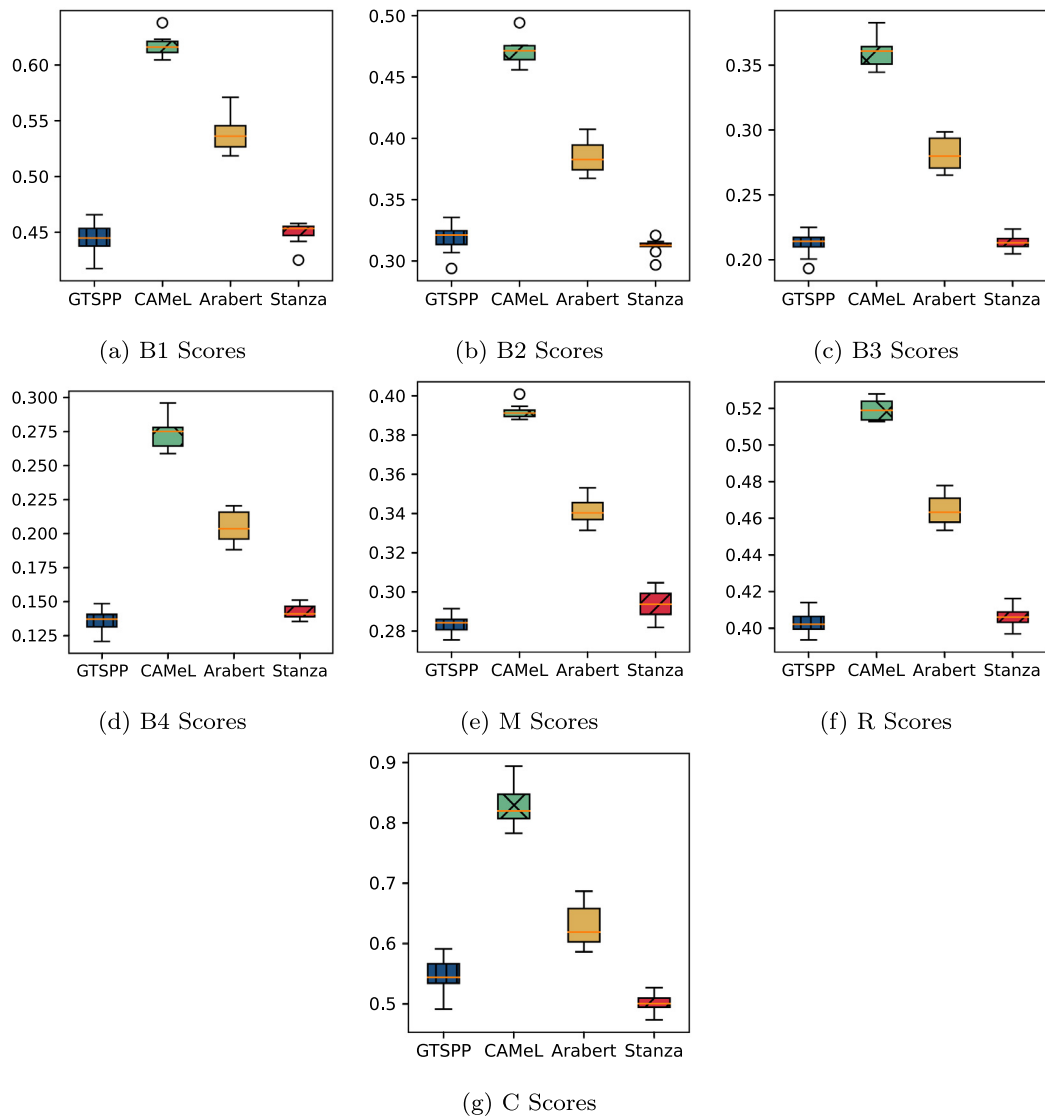 0.60
0.55
0.50
0.45
GTSPP CAMeL Arabert Stanza
(a) B1 Scores
0.50
0.45
0.40
0.35
0.30
GTSPP CAMeL Arabert Stanza
(b) B2 Scores
0.35
0.30
0.25
0.20
GTSPP CAMeL Arabert Stanza
(c) B3 Scores
0.300
0.275
0.250
0.225
0.200
0.175
0.150
0.125
GTSPP CAMeL Arabert Stanza
(d) B4 Scores
0.40
0.38
0.36
0.34
0.32
0.30
0.28
GTSPP CAMeL Arabert Stanza
(e) M Scores
0.52
0.48
0.46
0.44
0.42
0.40
GTSPP CAMeL Arabert Stanza
(f) R Scores
0.9
0.8
0.7
0.6
0.5
GTSPP CAMeL Arabert Stanza
(g) C Scores